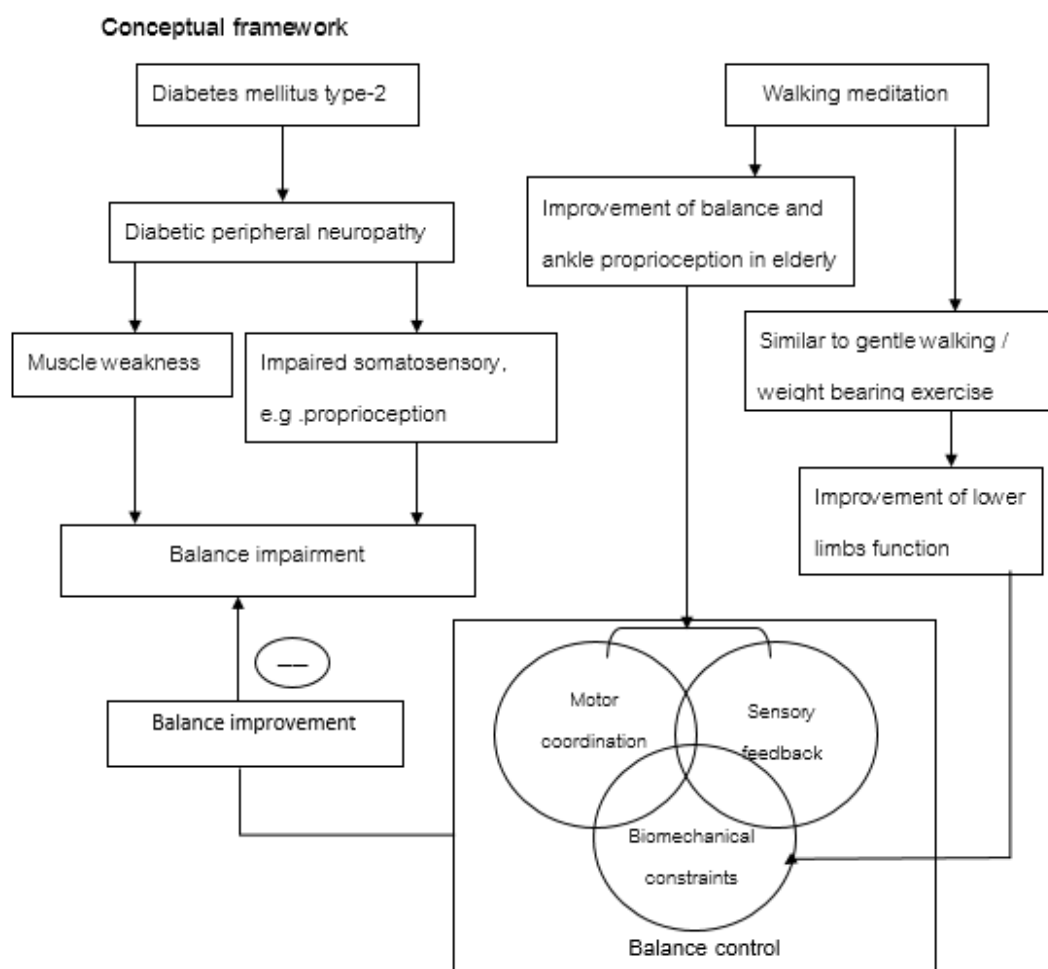 Conceptual framework
Diabetes mellitus type-2
Walking meditation
Diabetic peripheral neuropathy
Improvement of balance and
ankle proprioception in elderly
Muscle weakness
Impaired somatosensory,
e.g .proprioception
Similar to gentle walking /
weight bearing exercise
Improvement of lower
limbs function
Balance impairment
Balance improvement
Motor
coordination
Sensory
feedback
Biomechanical
constraints
Balance control